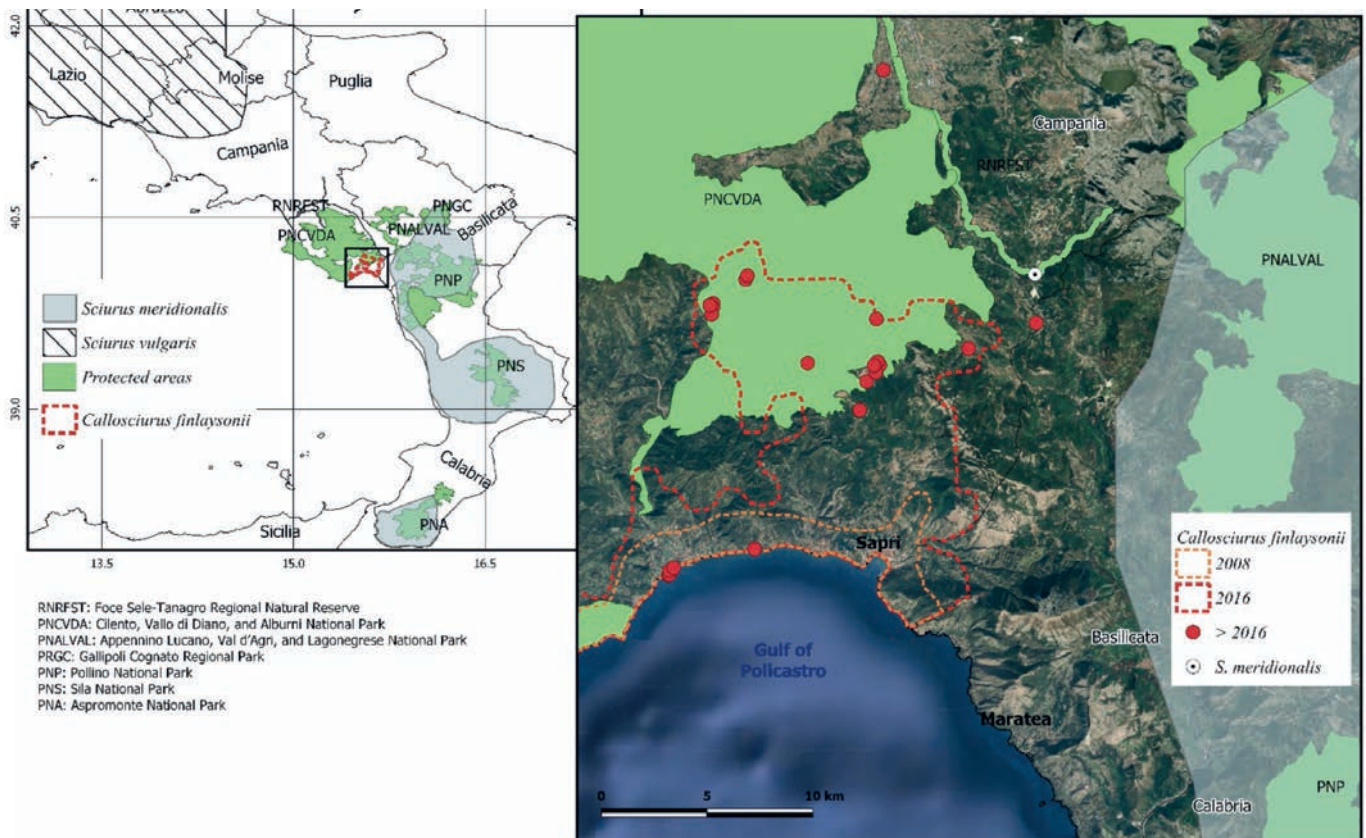 42.0
Abruzzo
Lazio
Molise
Puglia
Campania
40.5
RNRFST
PNGC
Basilicata
PNCVDA
PNALVAL
PNP
Sciurus meridionalis
Sciurus vulgaris
Protected areas
Callosciurus finlaysonii
PNS
39.0
Calabria
Sicilia
PNA
13.5
15.0
16.5
RNRFST: Foce Sele-Tanagro Regional Natural Reserve
PNCVDA: Cilento, Vallo di Diano, and Alburni National Park
PNALVAL: Appennino Lucano, Val d'Agri, and Lagonegrese National Park
PRGC: Gallipoli Cognato Regional Park
PNP: Pollino National Park
PNS: Sila National Park
PNA: Aspromonte National Park
Campania
RNRFST
PNCVDA
PNALVAL
Sapri
Gulf of
Policastro
Basilicata
Maratea
Calabria
PNP
Callosciurus finlaysonii
2008
2016
> 2016
S. meridionalis
0
5
10 km